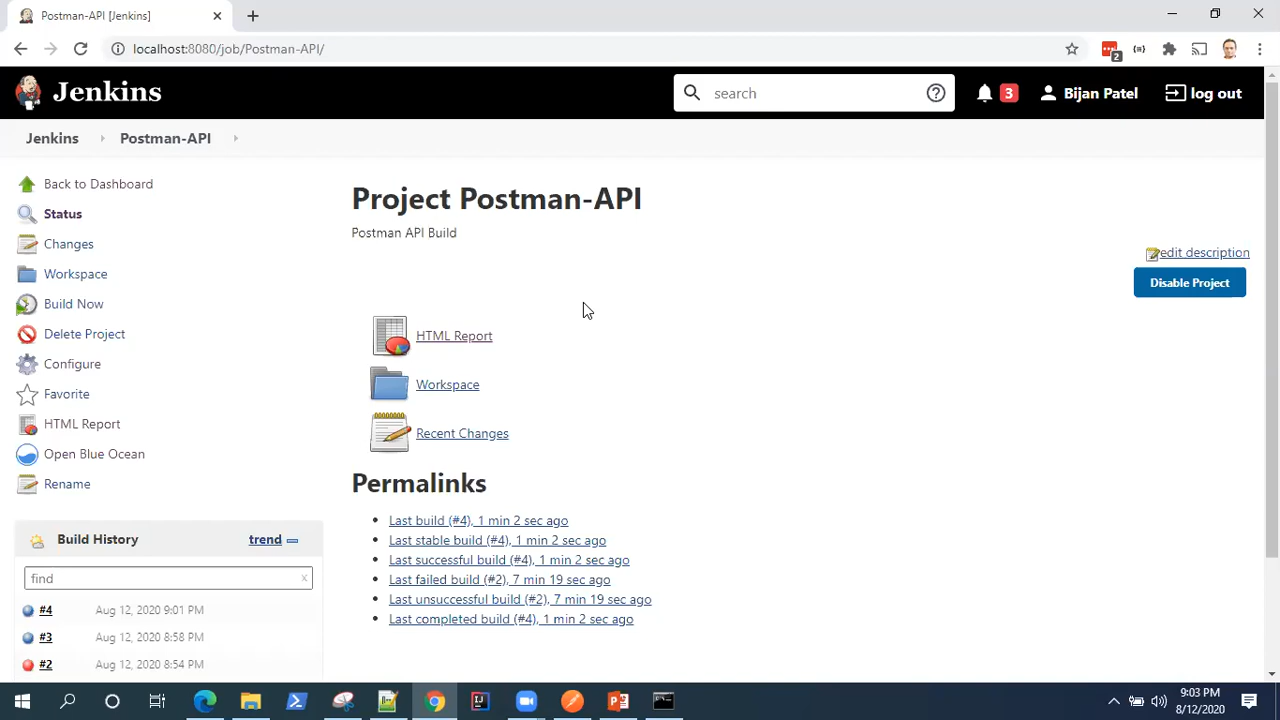 Postman-API [Jenkins]
localhost:8080/job/Postman-API/
2
Jenkins
search
3
Bijan Patel
log out
Jenkins
Postman-API
Back to Dashboard
Status
Changes
Workspace
Build Now
Delete Project
Configure
Favorite
HTML Report
Open Blue Ocean
Rename
Build History
trend
find
x
#4 Aug 12, 2020 9:01 PM
#3 Aug 12, 2020 8:58 PM
#2 Aug 12, 2020 8:54 PM
Project Postman-API
Postman API Build
edit description
Disable Project
HTML Report
Workspace
Recent Changes
Permalinks
Last build (#4), 1 min 2 sec ago
Last stable build (#4), 1 min 2 sec ago
Last successful build (#4), 1 min 2 sec ago
Last failed build (#2), 7 min 19 sec ago
Last unsuccessful build (#2), 7 min 19 sec ago
Last completed build (#4), 1 min 2 sec ago
9:03 PM
8/12/2020